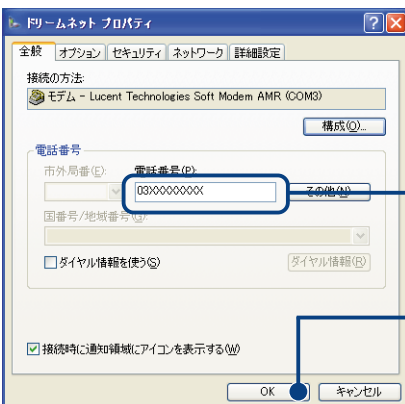 ドリームネット プロパティ
全般 オプション セキュリティ ネットワーク 詳細設定
接続の方法:
モデム - Lucent Technologies Soft Modem AMR (COM3)
構成(O)...
電話番号
市外局番(E): 電話番号(P):
03XXXXXXXX その他(N)
国番号/地域番号(G):
ダイヤル情報を使う(S) ダイヤル情報(R)
接続時に通知領域にアイコンを表示する(W)
OK キャンセル